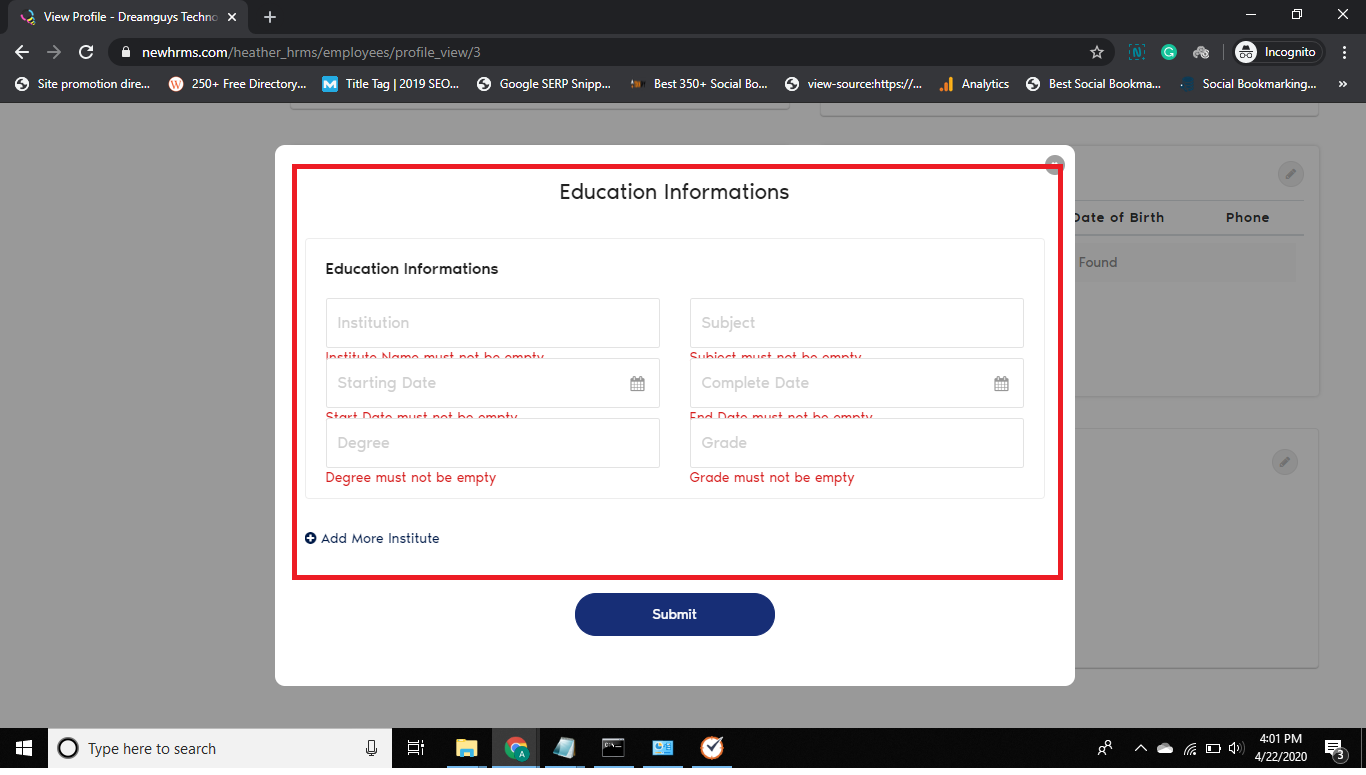 View Profile - Dreamguys Techno
newhrms.com/heather_hrms/employees/profile_view/3
Incognito
Site promotion dire...
250+ Free Directory...
Title Tag | 2019 SEO...
Google SERP Snipp...
Best 350+ Social Bo...
view-source:https://...
Analytics
Best Social Bookma...
Social Bookmarking...
»
Education Informations
Date of Birth Phone
Found
Education Informations
Institution Subject
Institute Name must not be empty Subject must not be empty
Starting Date Complete Date
Start Date must not be empty End Date must not be empty
Degree Grade
Degree must not be empty Grade must not be empty
Add More Institute
Submit
Type here to search
4:01 PM
4/22/2020
3